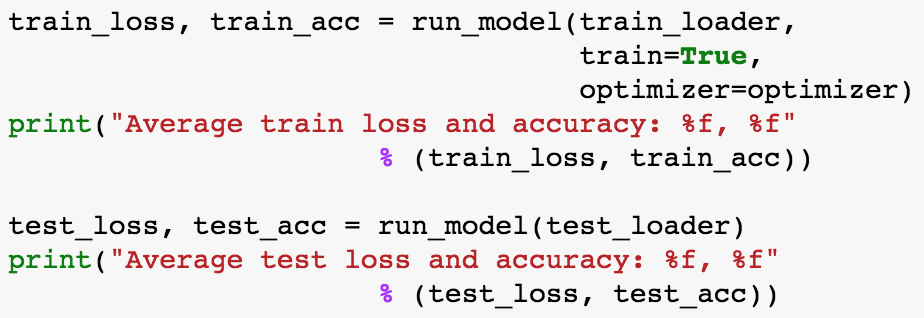 train_loss, train_acc = run_model(train_loader,
                                  train=True,
                                  optimizer=optimizer)
print("Average train loss and accuracy: %f, %f"
                      % (train_loss, train_acc))

test_loss, test_acc = run_model(test_loader)
print("Average test loss and accuracy: %f, %f"
                      % (test_loss, test_acc))